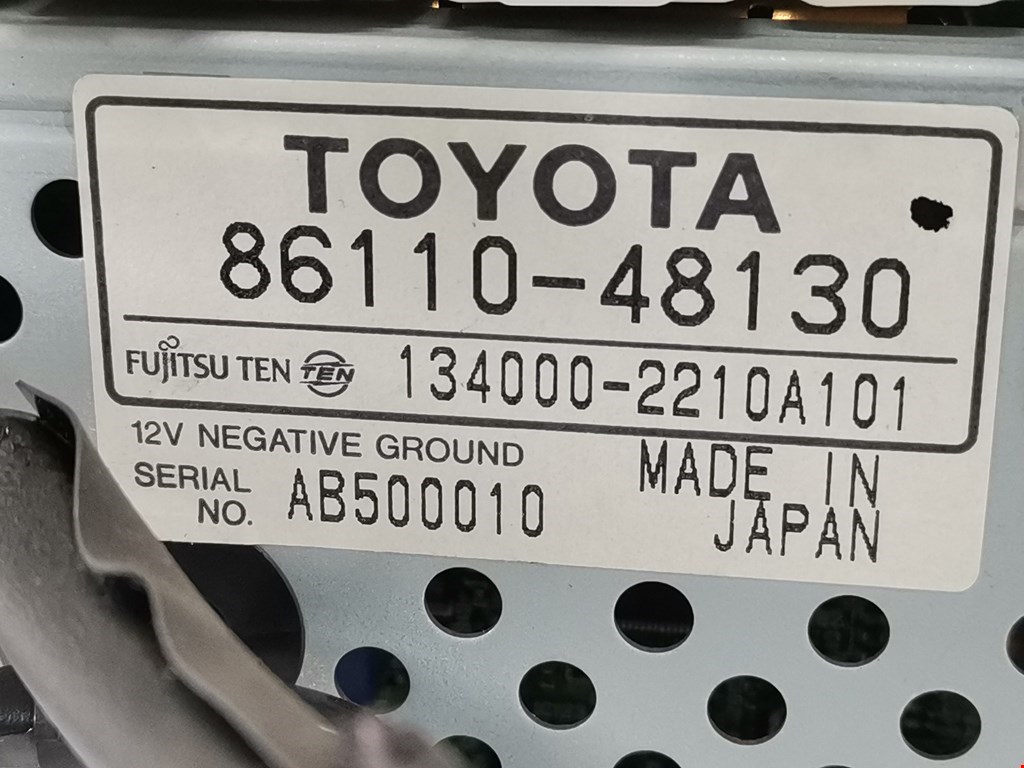 TOYOTA
86110-48130
FUJITSU TEN TEN 134000-2210A101
12V NEGATIVE GROUND
SERIAL NO. AB500010
MADE IN
JAPAN